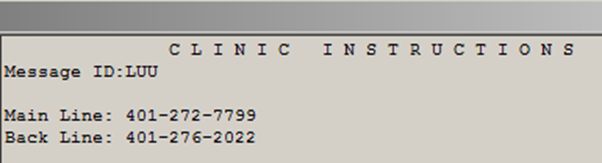 C L I N I C   I N S T R U C T I O N S
Message ID:LUU
Main Line: 401-272-7799
Back Line: 401-276-2022